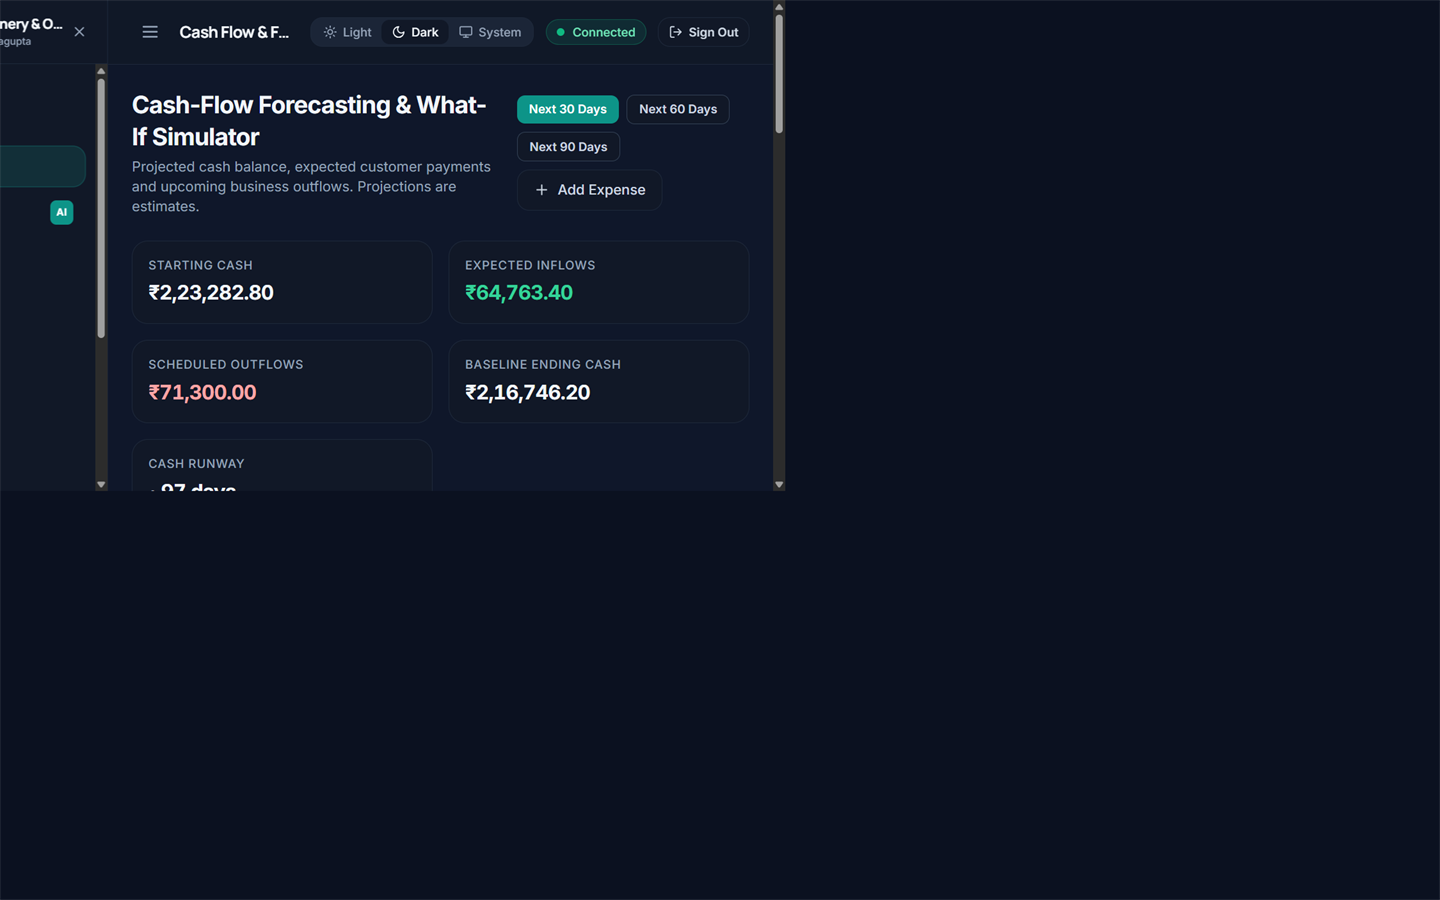 nery & O...
agupta
AI
Cash Flow & F...
Light
Dark
System
Connected
Sign Out
Cash-Flow Forecasting & What-
If Simulator
Projected cash balance, expected customer payments
and upcoming business outflows. Projections are
estimates.
Next 30 Days
Next 60 Days
Next 90 Days
+ Add Expense
STARTING CASH
₹2,23,282.80
EXPECTED INFLOWS
₹64,763.40
SCHEDULED OUTFLOWS
₹71,300.00
BASELINE ENDING CASH
₹2,16,746.20
CASH RUNWAY
97 days